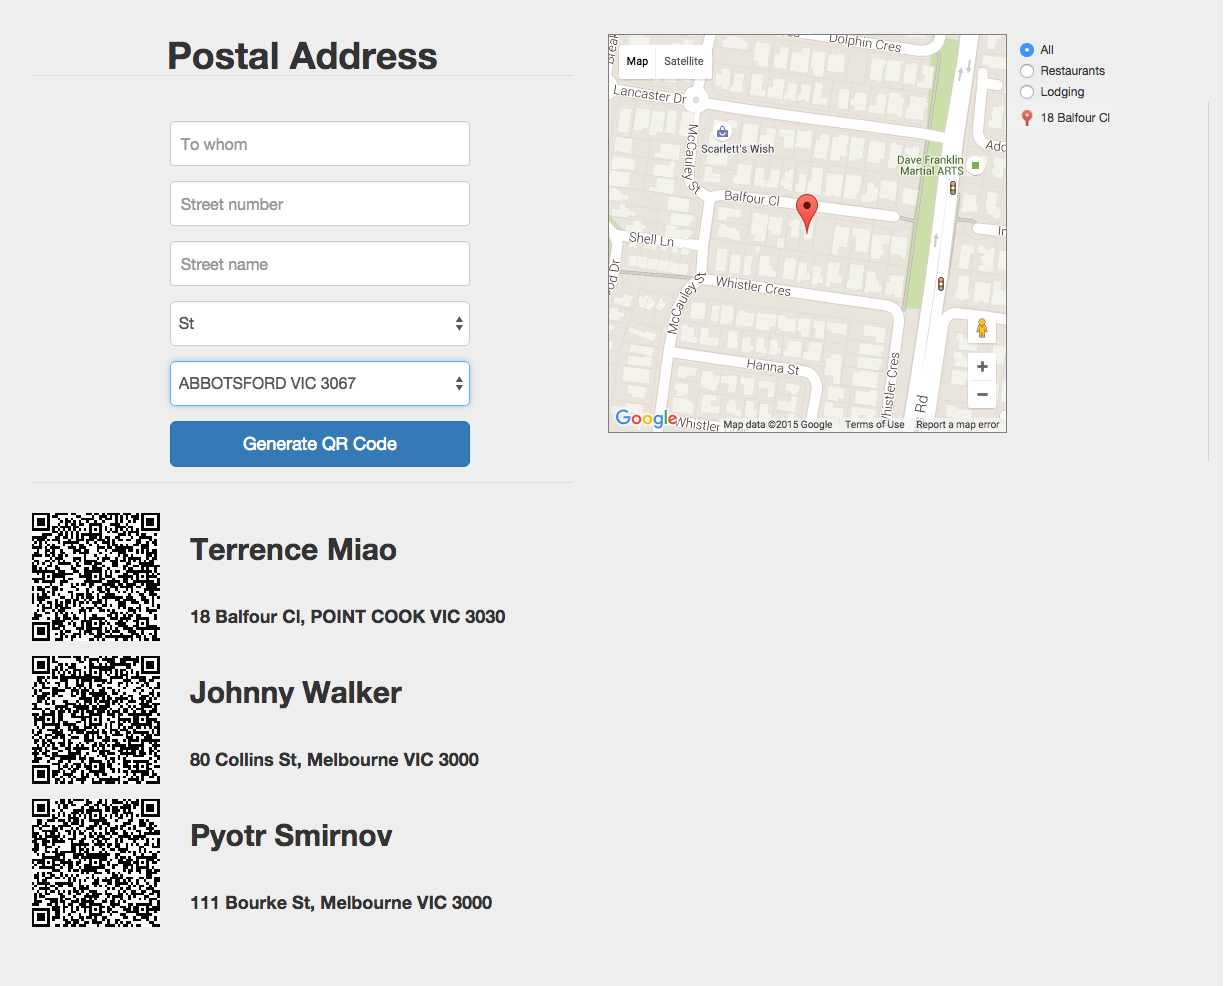 Postal Address
To whom
Street number
Street name
St
ABBOTSFORD VIC 3067
Generate QR Code
Terrence Miao
18 Balfour Cl, POINT COOK VIC 3030
Johnny Walker
80 Collins St, Melbourne VIC 3000
Pyotr Smirnov
111 Bourke St, Melbourne VIC 3000
Map
Satellite
Dolphin Cres
Lancaster Dr
McCauley St
Scarlett's Wish
Dave Franklin
Martial ARTS
Balfour Cl
Shell Ln
Whistler Cres
McCauley St
Hanna St
Whistler Cres
Rd
Google
Whistler
Map data ©2015 Google
Terms of Use
Report a map error
All
Restaurants
Lodging
18 Balfour Cl